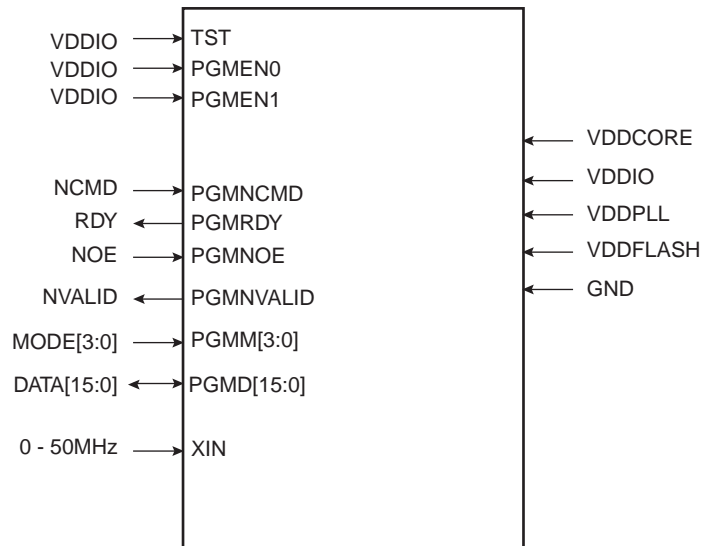 VDDIO TST
VDDIO PGMEN0
VDDIO PGMEN1
VDDCORE
VDDIO
NCMD PGMNCMD
RDY PGMRDY
VDDPLL
NOE PGMNOE
VDDFLASH
NVALID PGMNVALID
GND
MODE[3:0] PGMM[3:0]
DATA[15:0] PGMD[15:0]
0 - 50MHz XIN